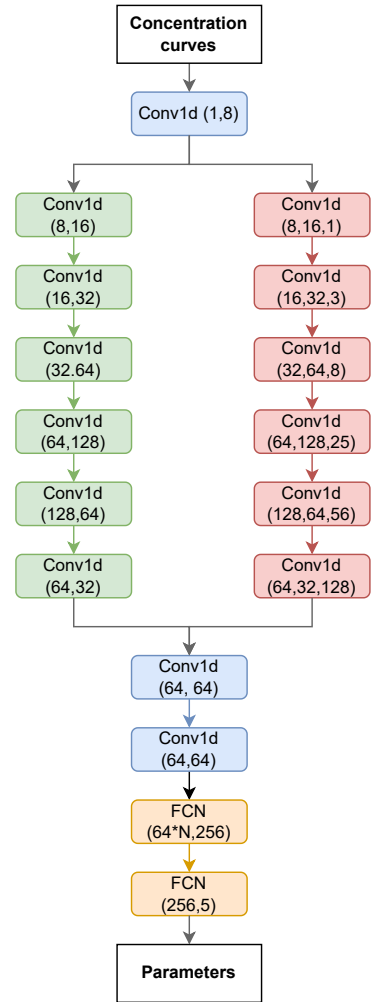 Concentration
curves
Conv1d (1,8)
Conv1d
(8,16)
Conv1d
(16,32)
Conv1d
(32.64)
Conv1d
(64,128)
Conv1d
(128,64)
Conv1d
(64,32)
Conv1d
(8,16,1)
Conv1d
(16,32,3)
Conv1d
(32,64,8)
Conv1d
(64,128,25)
Conv1d
(128,64,56)
Conv1d
(64,32,128)
Conv1d
(64, 64)
Conv1d
(64,64)
FCN
(64*N,256)
FCN
(256,5)
Parameters